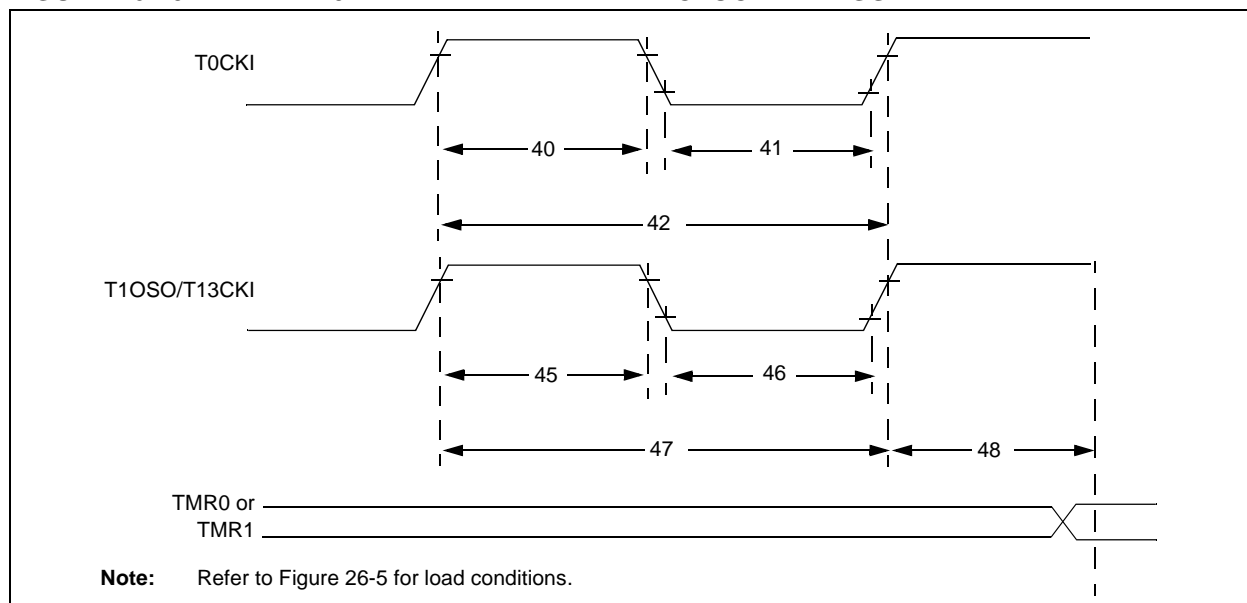 T0CKI
40
41
42
T1OSO/T13CKI
45
46
47
48
TMR0 or
TMR1
Note: Refer to Figure 26-5 for load conditions.